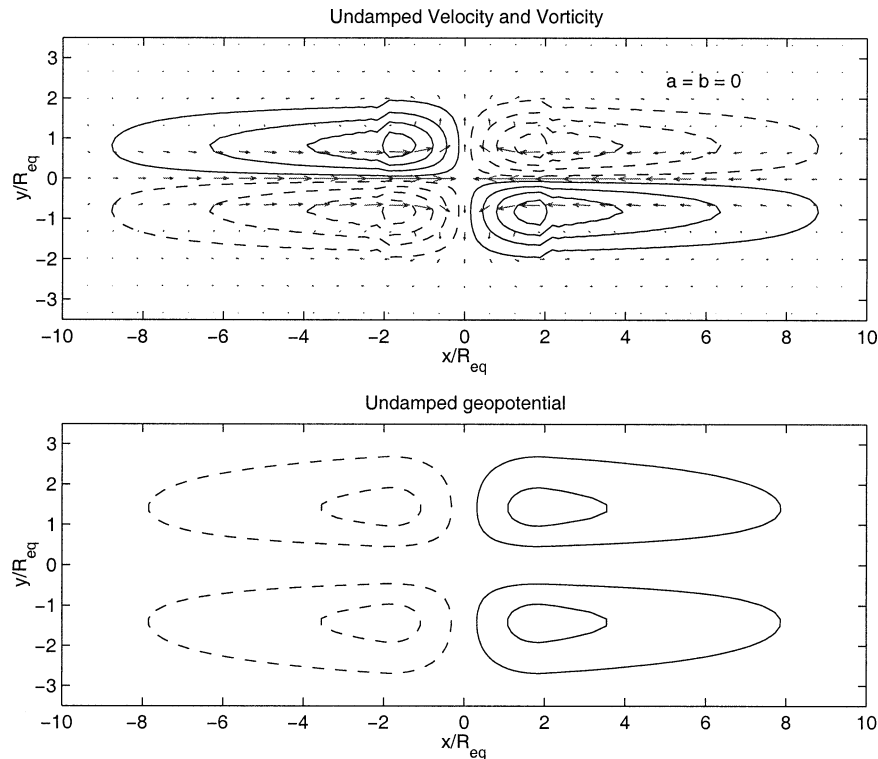 Undamped Velocity and Vorticity
a = b = 0
3
2
1
0
−1
−2
−3
y/R_eq
−10 −8 −6 −4 −2 0 2 4 6 8 10
x/R_eq
Undamped geopotential
3
2
1
0
−1
−2
−3
y/R_eq
−10 −8 −6 −4 −2 0 2 4 6 8 10
x/R_eq